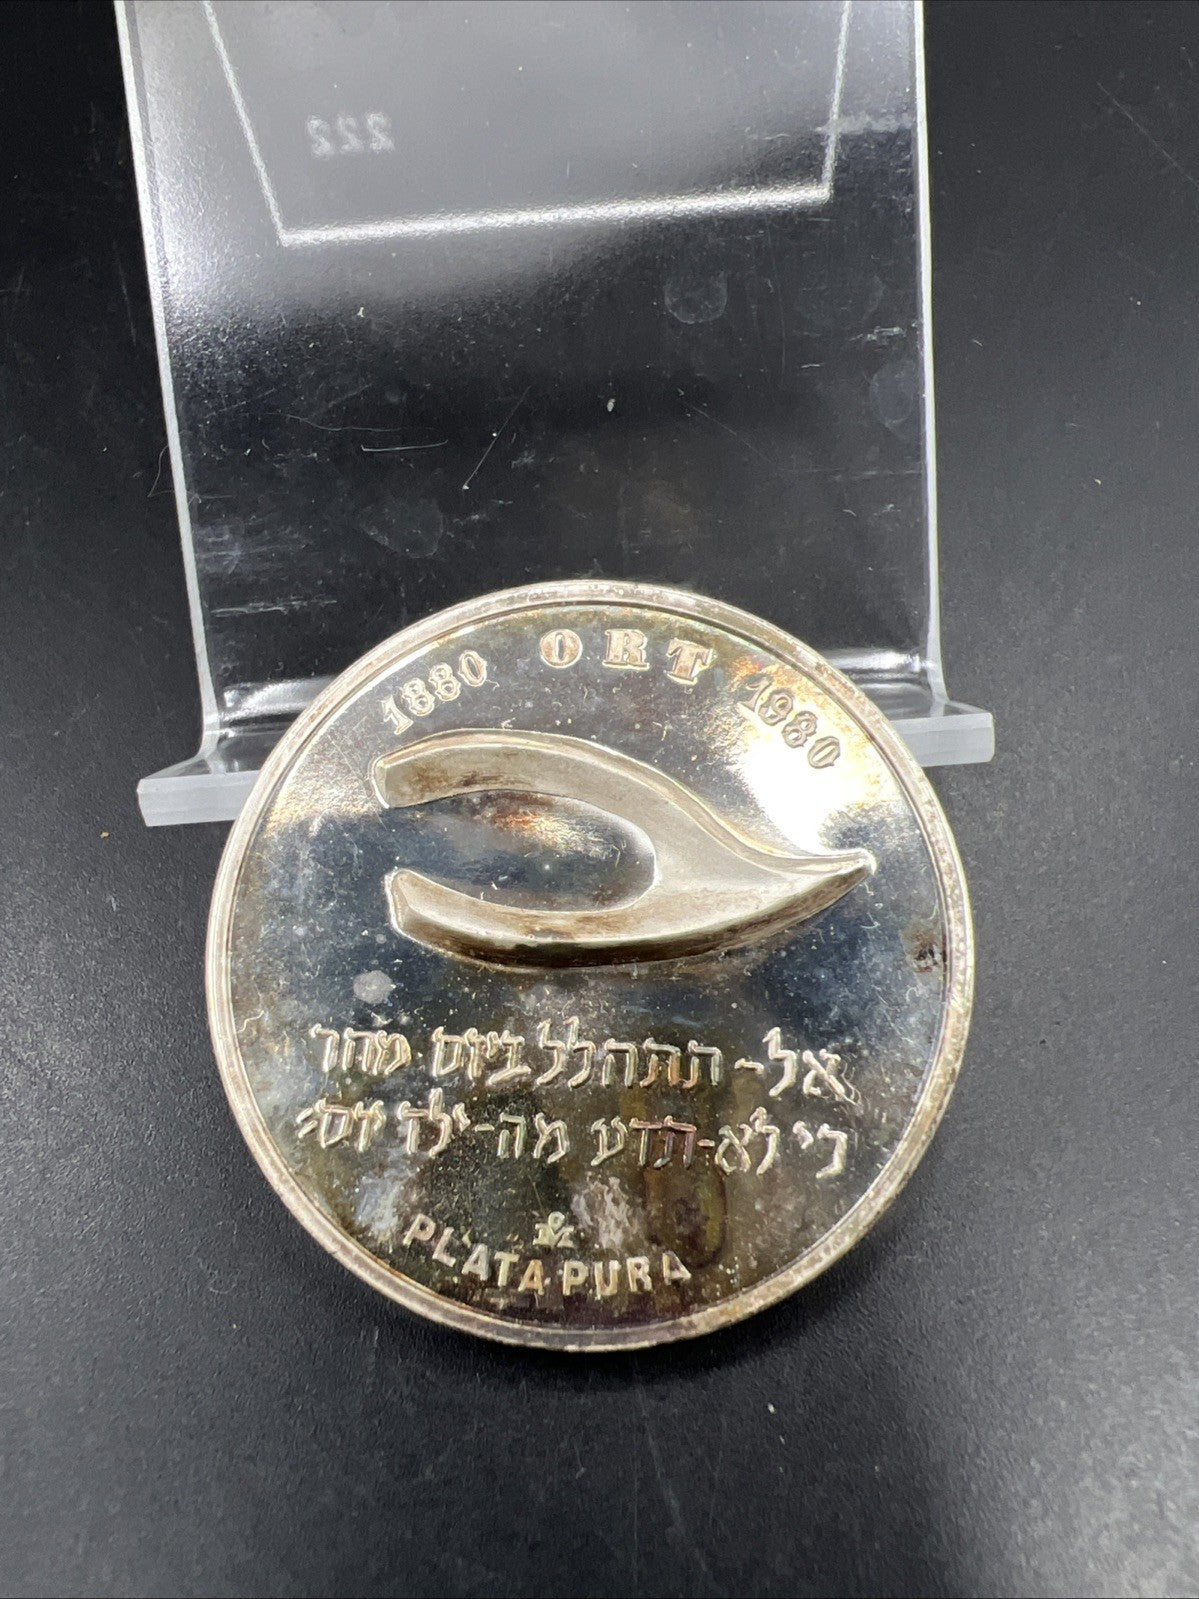 222
1880 ORT 1980
אל-תתהלל ביום מחר
כי לא-תדע מה-ילד יום:
PLATA PURA